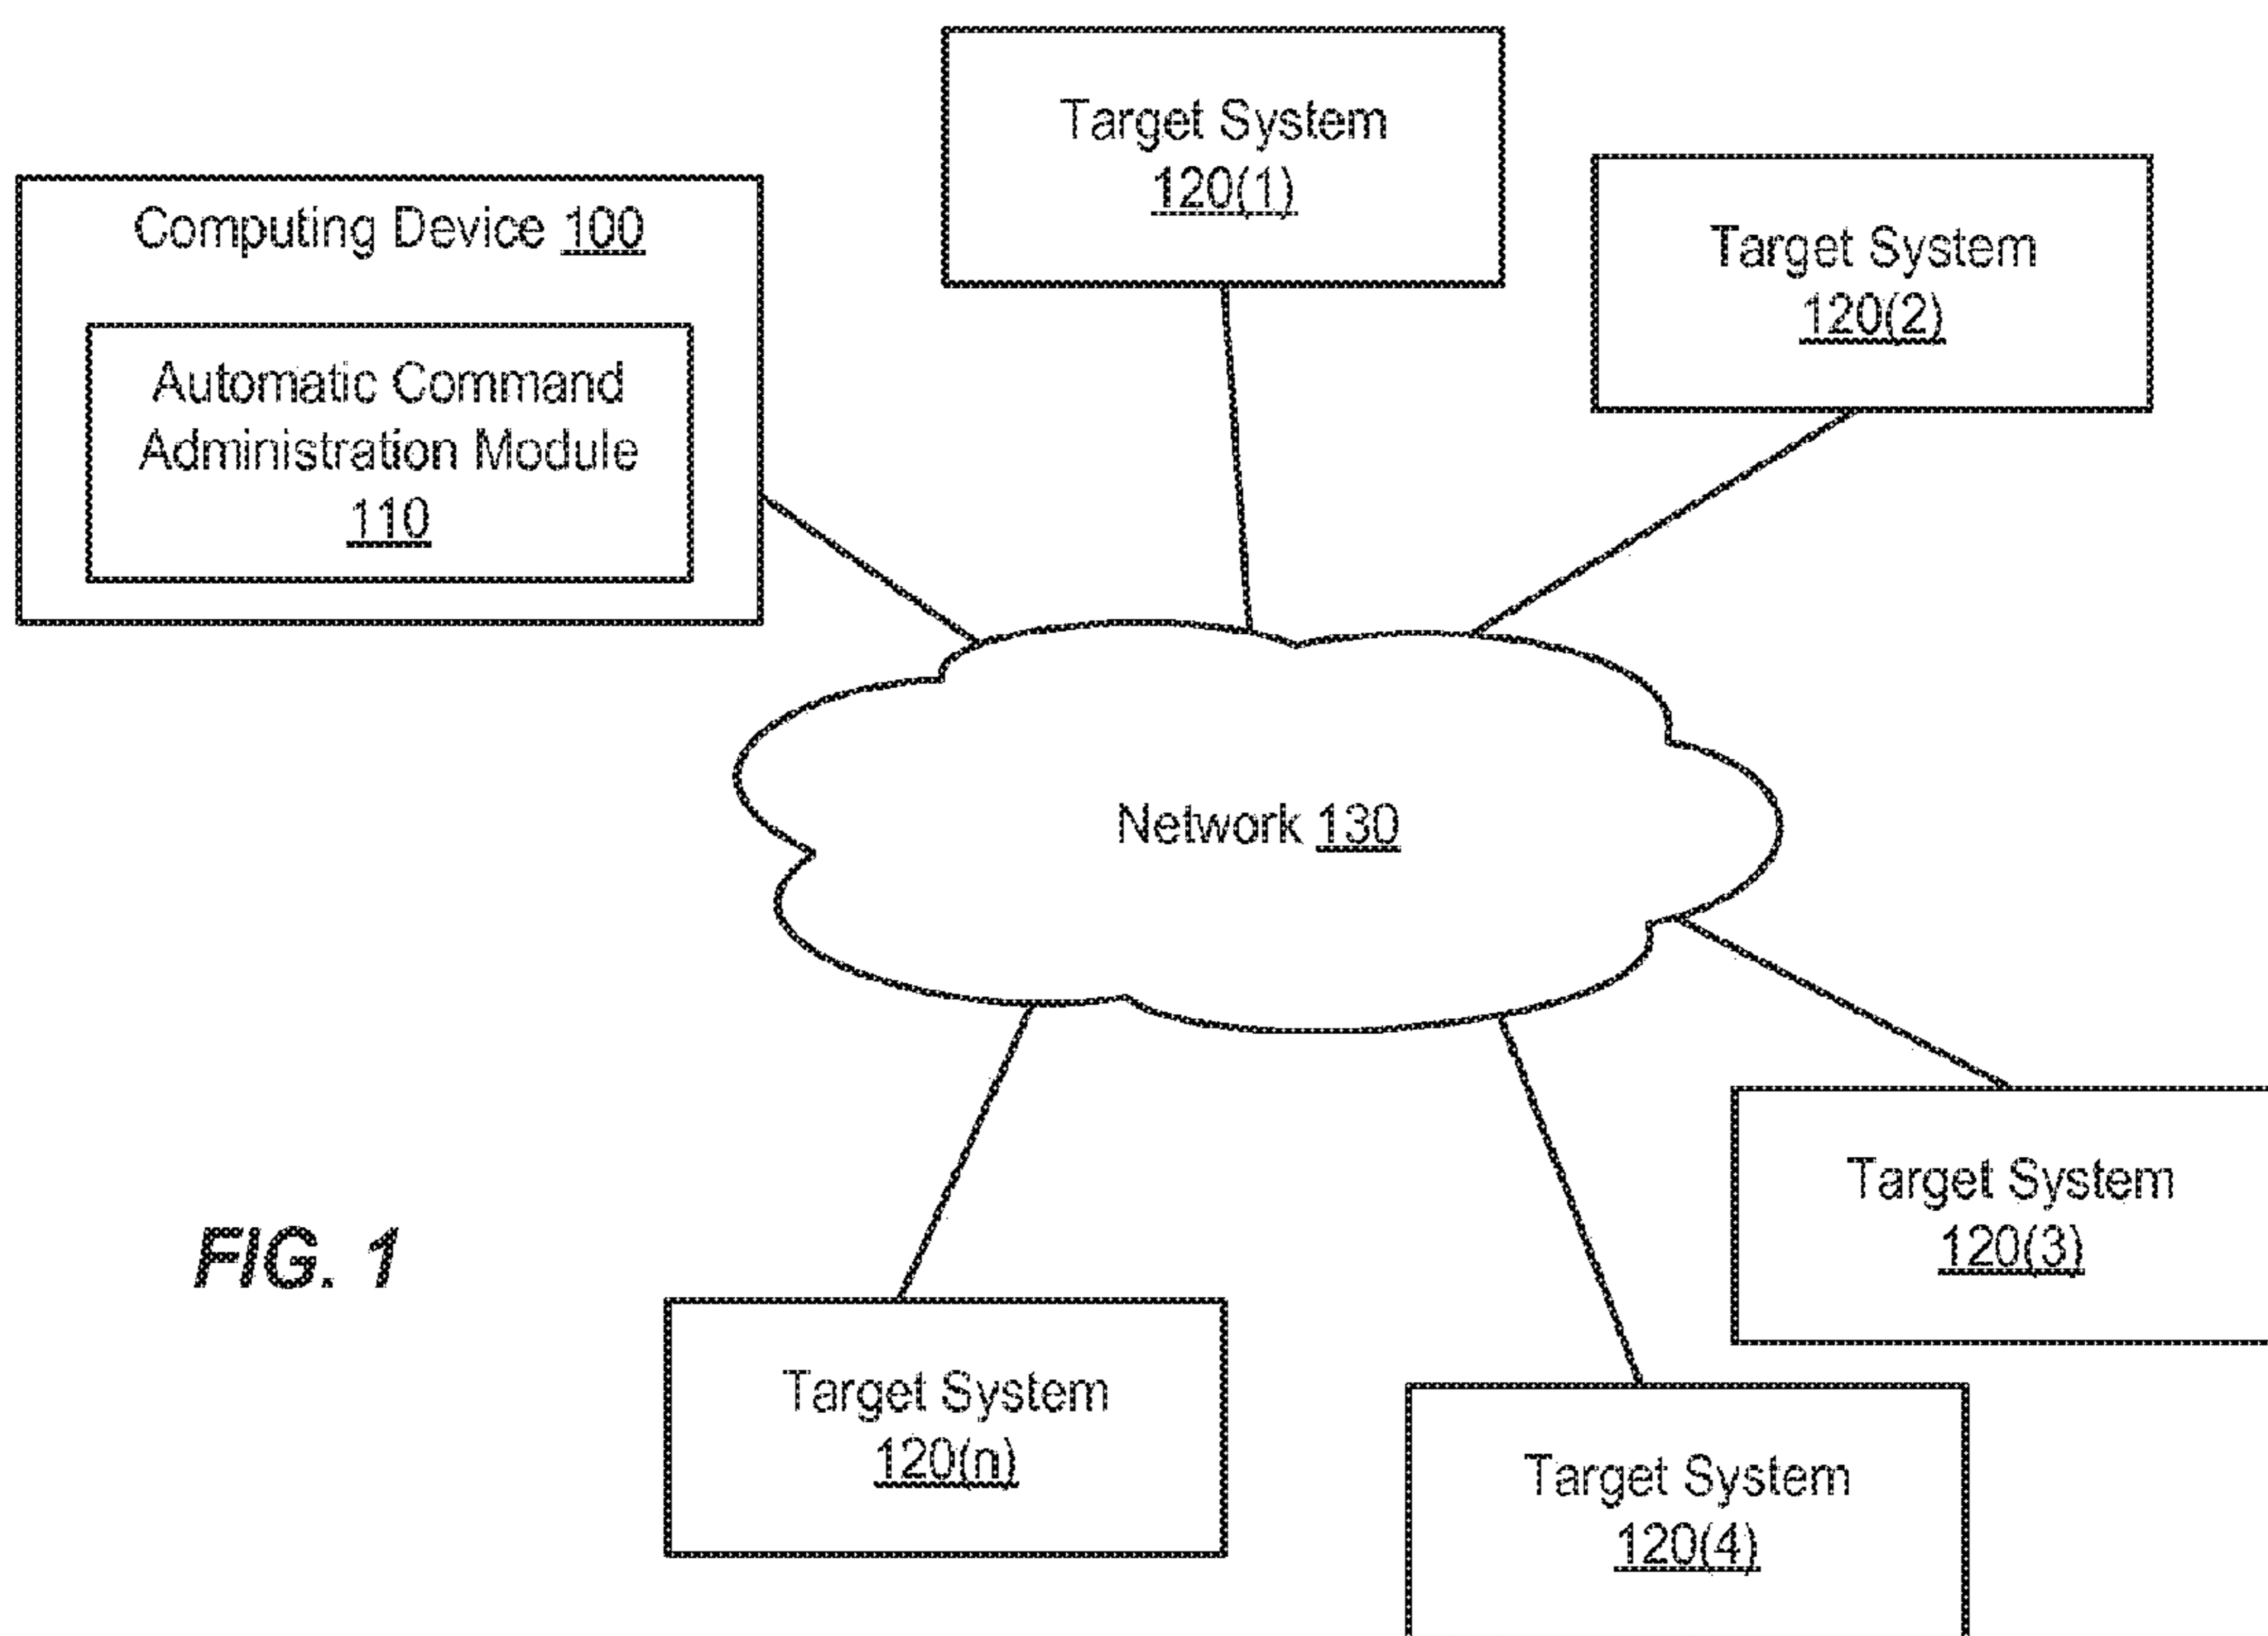 Target System
120(1)
Computing Device 100
Target System
120(2)
Automatic Command
Administration Module
110
Network 130
Target System
120(3)
FIG. 1
Target System
120(n)
Target System
120(4)